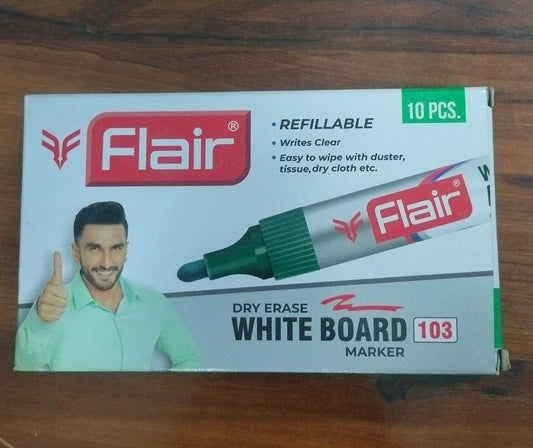 10 PCS.
Flair®
• REFILLABLE
• Writes Clear
• Easy to wipe with duster,
tissue,dry cloth etc.
Flair®
W
DRY ERASE
WHITE BOARD 103
MARKER